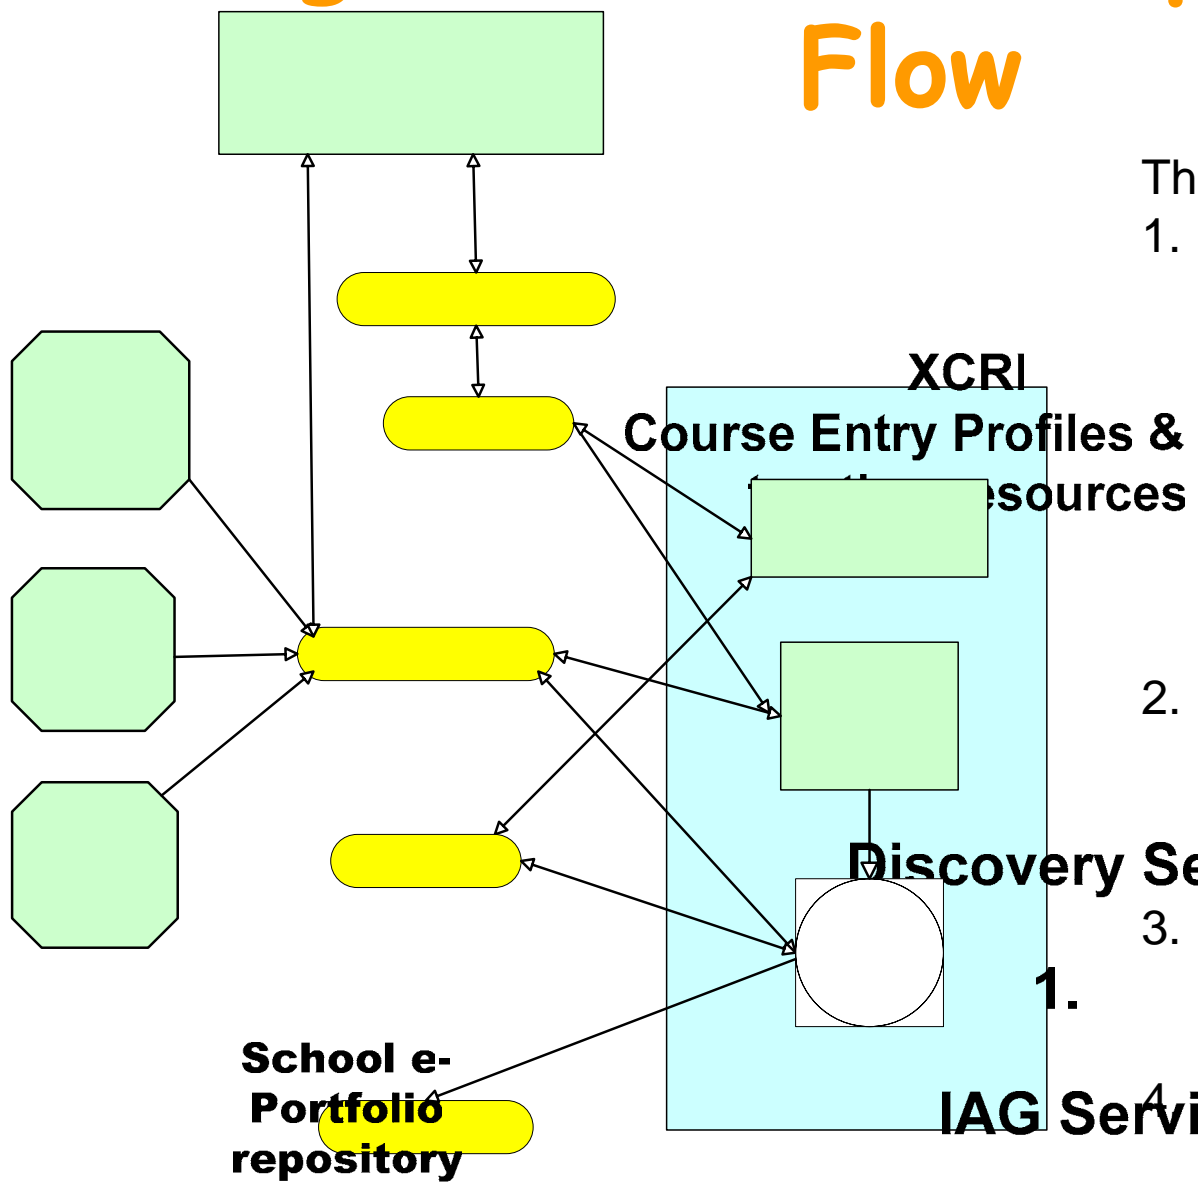 Flow
Th
1.
XCRI
Course Entry Profiles &
esources
2.
Discovery Se
3.
1.
School e-
Portfolio
repository
IAG Servi
4.